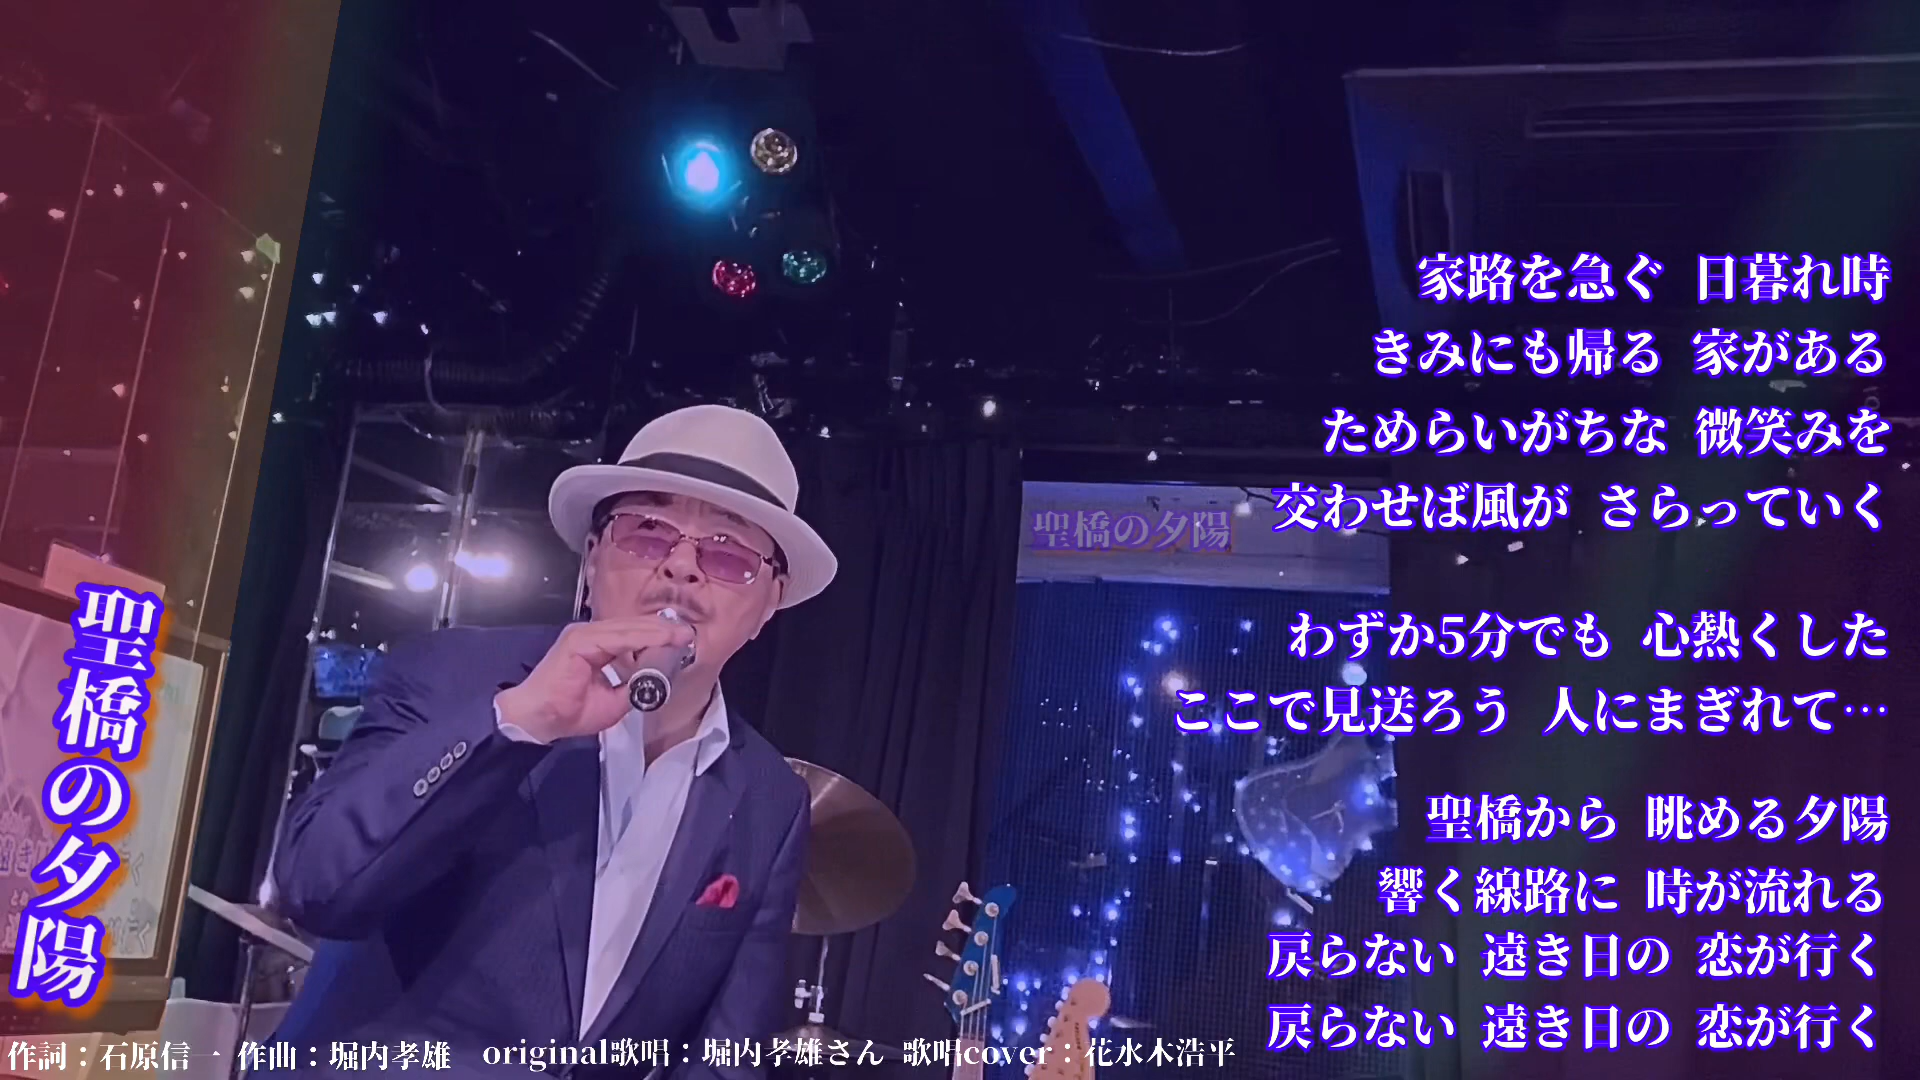 家路を急ぐ 日暮れ時
きみにも帰る 家がある
ためらいがちな 微笑みを
交わせば風が さらっていく
聖橋の夕陽
わずか5分でも 心熱くした
ここで見送ろう 人にまぎれて…
聖橋から 眺める夕陽
響く線路に 時が流れる
戻らない 遠き日の 恋が行く
戻らない 遠き日の 恋が行く
聖橋の夕陽
作詞：石原信一 作曲：堀内孝雄 original歌唱：堀内孝雄さん 歌唱cover：花水木浩平